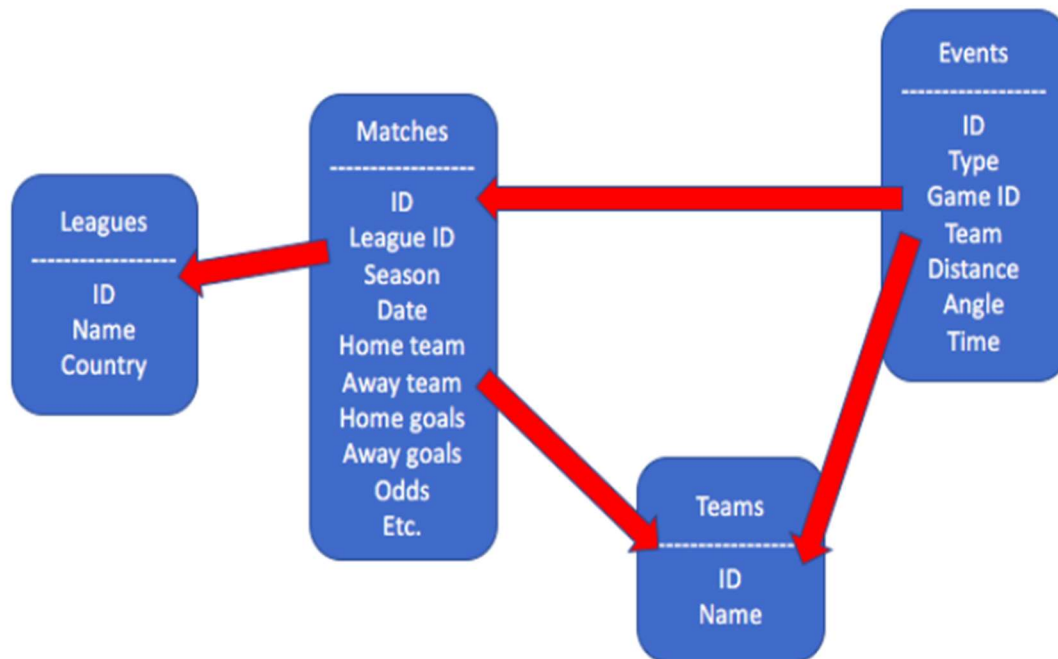 Leagues
------------------
ID
Name
Country
Matches
------------------
ID
League ID
Season
Date
Home team
Away team
Home goals
Away goals
Odds
Etc.
Events
------------------
ID
Type
Game ID
Team
Distance
Angle
Time
Teams
------------------
ID
Name